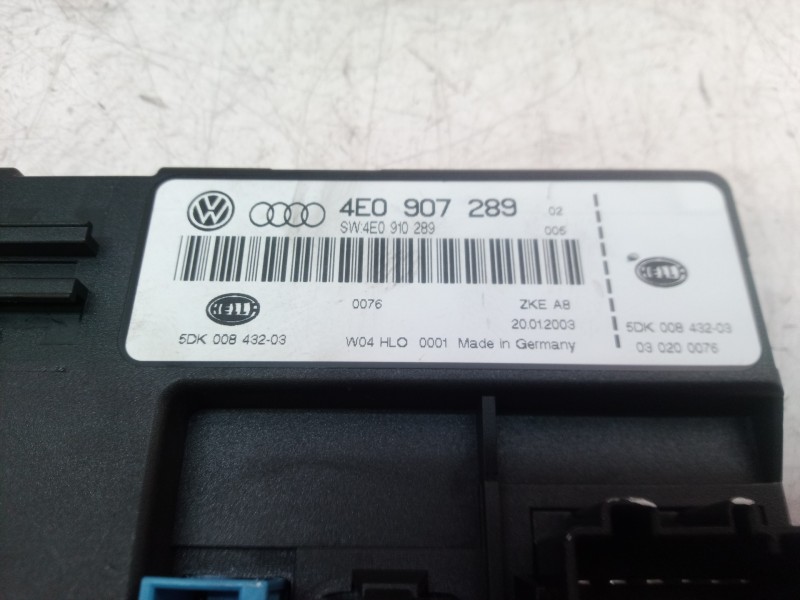 4E0 907 289 02
SW:4E0 910 289 005
HELLA 0076 ZKE A8
20.01.2003
5DK 008 432-03 W04 HLO 0001 Made in Germany
HELLA
5DK 008 432-03
03 020 0076